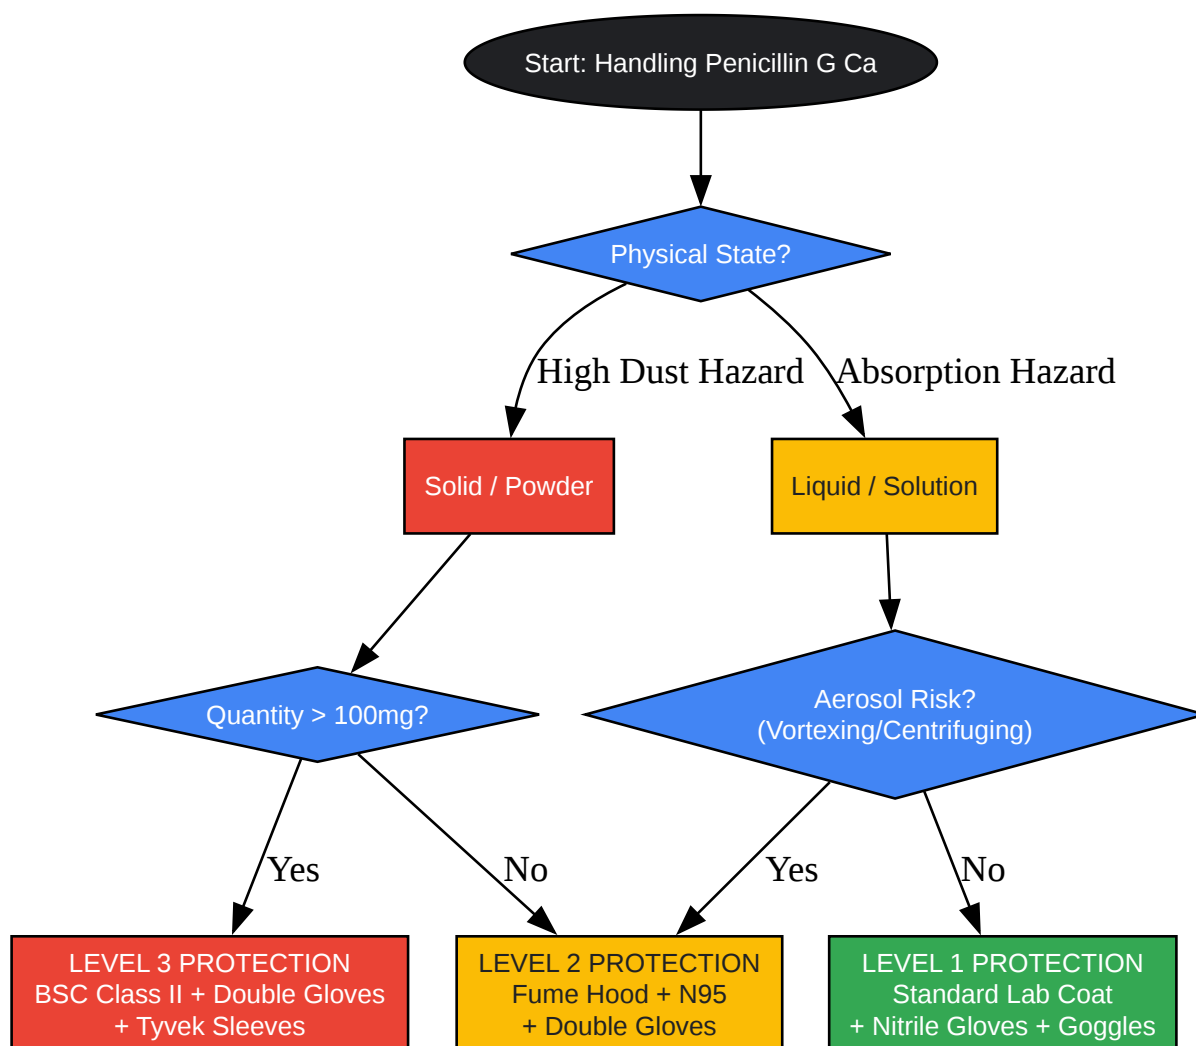 Start: Handling Penicillin G Ca
Physical State?
High Dust Hazard
Absorption Hazard
Solid / Powder
Liquid / Solution
Quantity > 100mg?
Aerosol Risk?
(Vortexing/Centrifuging)
Yes
No
Yes
No
LEVEL 3 PROTECTION
BSC Class II + Double Gloves
+ Tyvek Sleeves
LEVEL 2 PROTECTION
Fume Hood + N95
+ Double Gloves
LEVEL 1 PROTECTION
Standard Lab Coat
+ Nitrile Gloves + Goggles